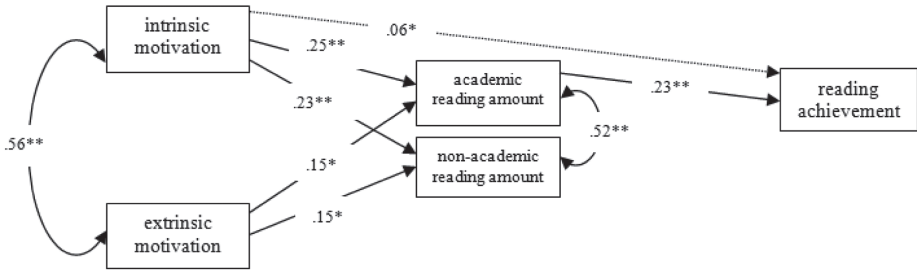 intrinsic
motivation
.06*
.25**
academic
reading amount
.23**
reading
achievement
.23**
.52**
.56**
non-academic
reading amount
.15*
.15*
extrinsic
motivation